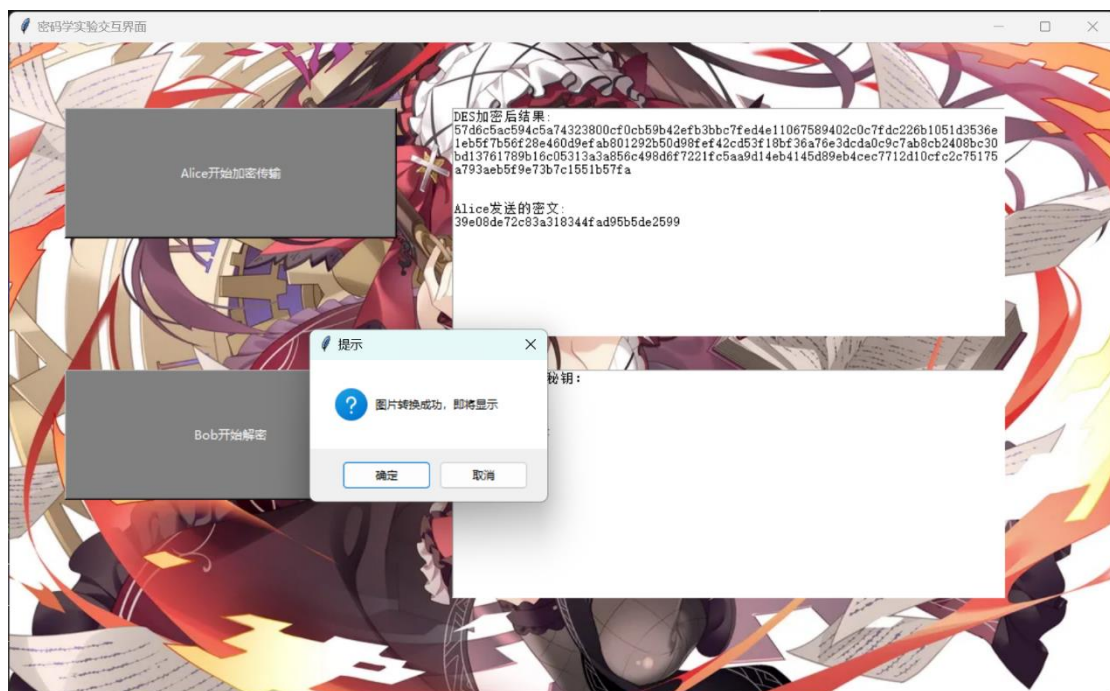 密码学实验交互界面
DES加密后结果:
57d6c5ac594c5a74323800cf0cb59b42efb3bbc7fed4e11067589402c0c7fdc226b1051d3536e
1eb5f7b56f28e460d9efab801292b50d98fef42cd53f18bf36a76e3dcda0c9c7ab8cb2408bc30
bd13761789b16c05313a3a856c498d6f7221fc5aa9d14eb4145d89eb4cec7712d10cfc2c75175
a793aeb5f9e73b7c1551b57fa
Alice开始加密传输
Alice发送的密文:
39e08de72c83a318344fad95b5de2599
提示
秘钥:
图片转换成功，即将显示
Bob开始解密
确定
取消